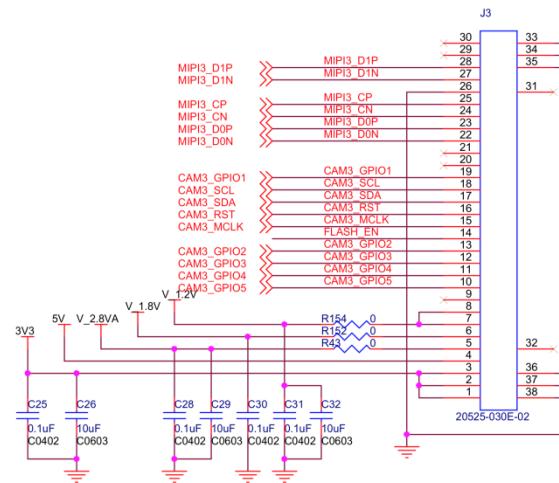 J3
30 33
29 34
MIPI3_D1P MIPI3_D1P 28 35
MIPI3_D1N MIPI3_D1N 27
26 31
MIPI3_CP MIPI3_CP 25
MIPI3_CN MIPI3_CN 24
MIPI3_D0P MIPI3_D0P 23
MIPI3_D0N MIPI3_D0N 22
21
20
CAM3_GPIO1 CAM3_GPIO1 19
CAM3_SCL CAM3_SCL 18
CAM3_SDA CAM3_SDA 17
CAM3_RST CAM3_RST 16
CAM3_MCLK CAM3_MCLK 15
FLASH_EN 14
CAM3_GPIO2 CAM3_GPIO2 13
CAM3_GPIO3 CAM3_GPIO3 12
CAM3_GPIO4 CAM3_GPIO4 11
CAM3_GPIO5 CAM3_GPIO5 10
V_1.2V 9
V_1.8V 8
5V V_2.8VA R154 0 7
3V3 R152 0 6
R43 0 5 32
4
3 36
2 37
1 38
C25 C26 C28 C29 C30 C31 C32
20525-030E-02
0.1uF 10uF 0.1uF 10uF 0.1uF 0.1uF 10uF
C0402 C0603 C0402 C0603 C0402 C0402 C0603